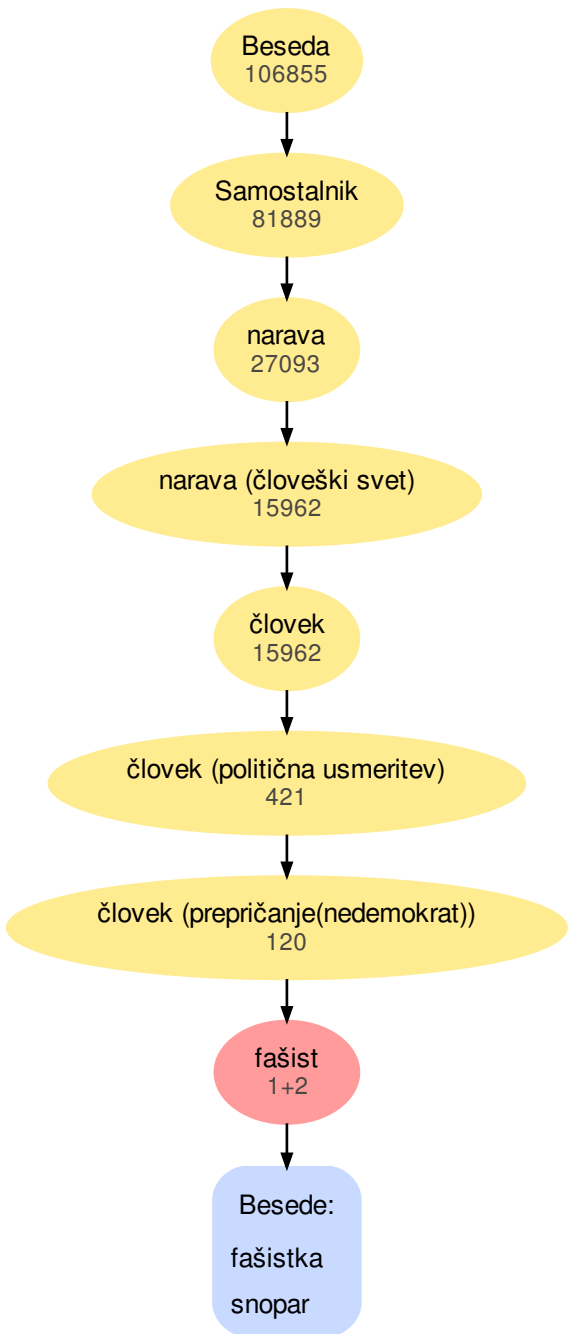 Beseda
106855
Samostalnik
81889
narava
27093
narava (človeški svet)
15962
človek
15962
človek (politična usmeritev)
421
človek (prepričanje(nedemokrat))
120
fašist
1+2
Besede:
fašistka
snopar